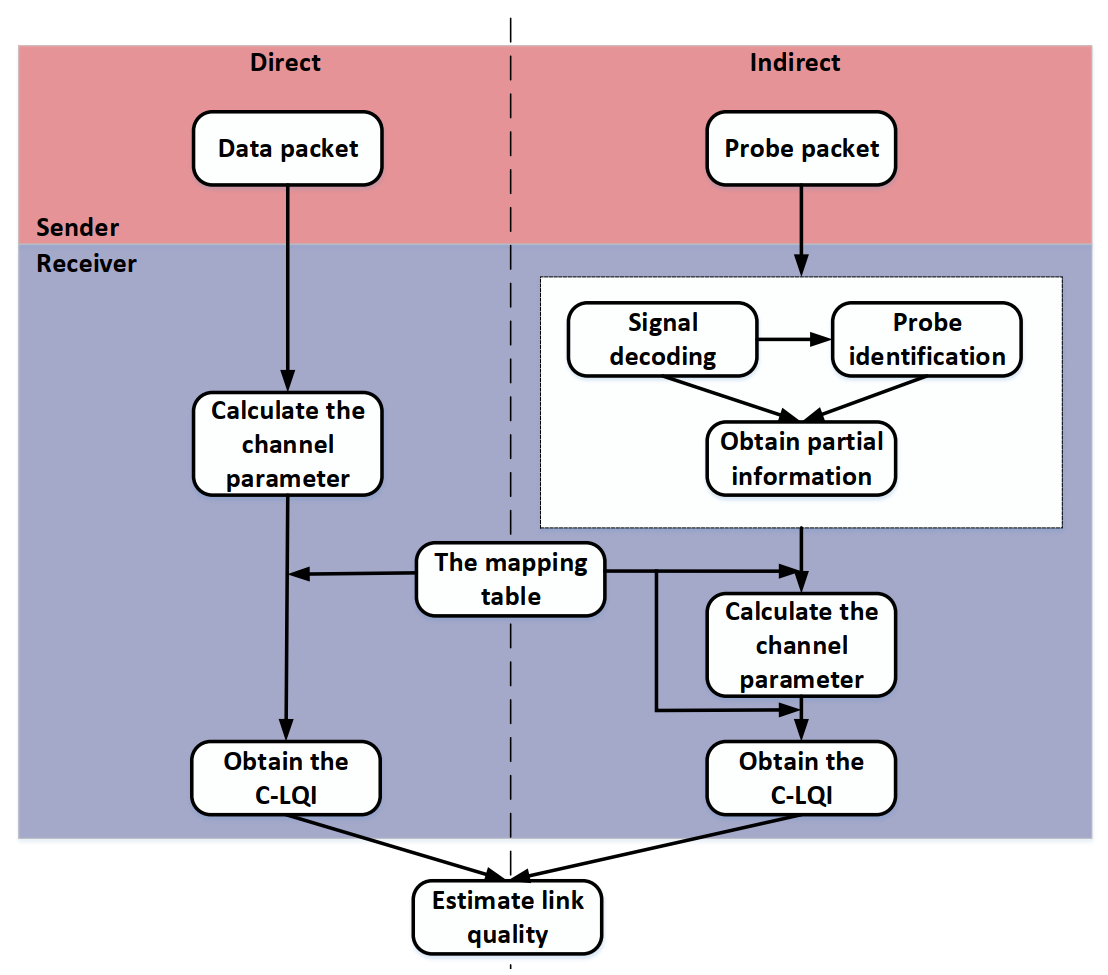 Direct
Indirect
Data packet
Probe packet
Sender
Receiver
Signal
decoding
Probe
identification
Calculate the
channel
parameter
Obtain partial
information
The mapping
table
Calculate the
channel
parameter
Obtain the
C-LQI
Obtain the
C-LQI
Estimate link
quality